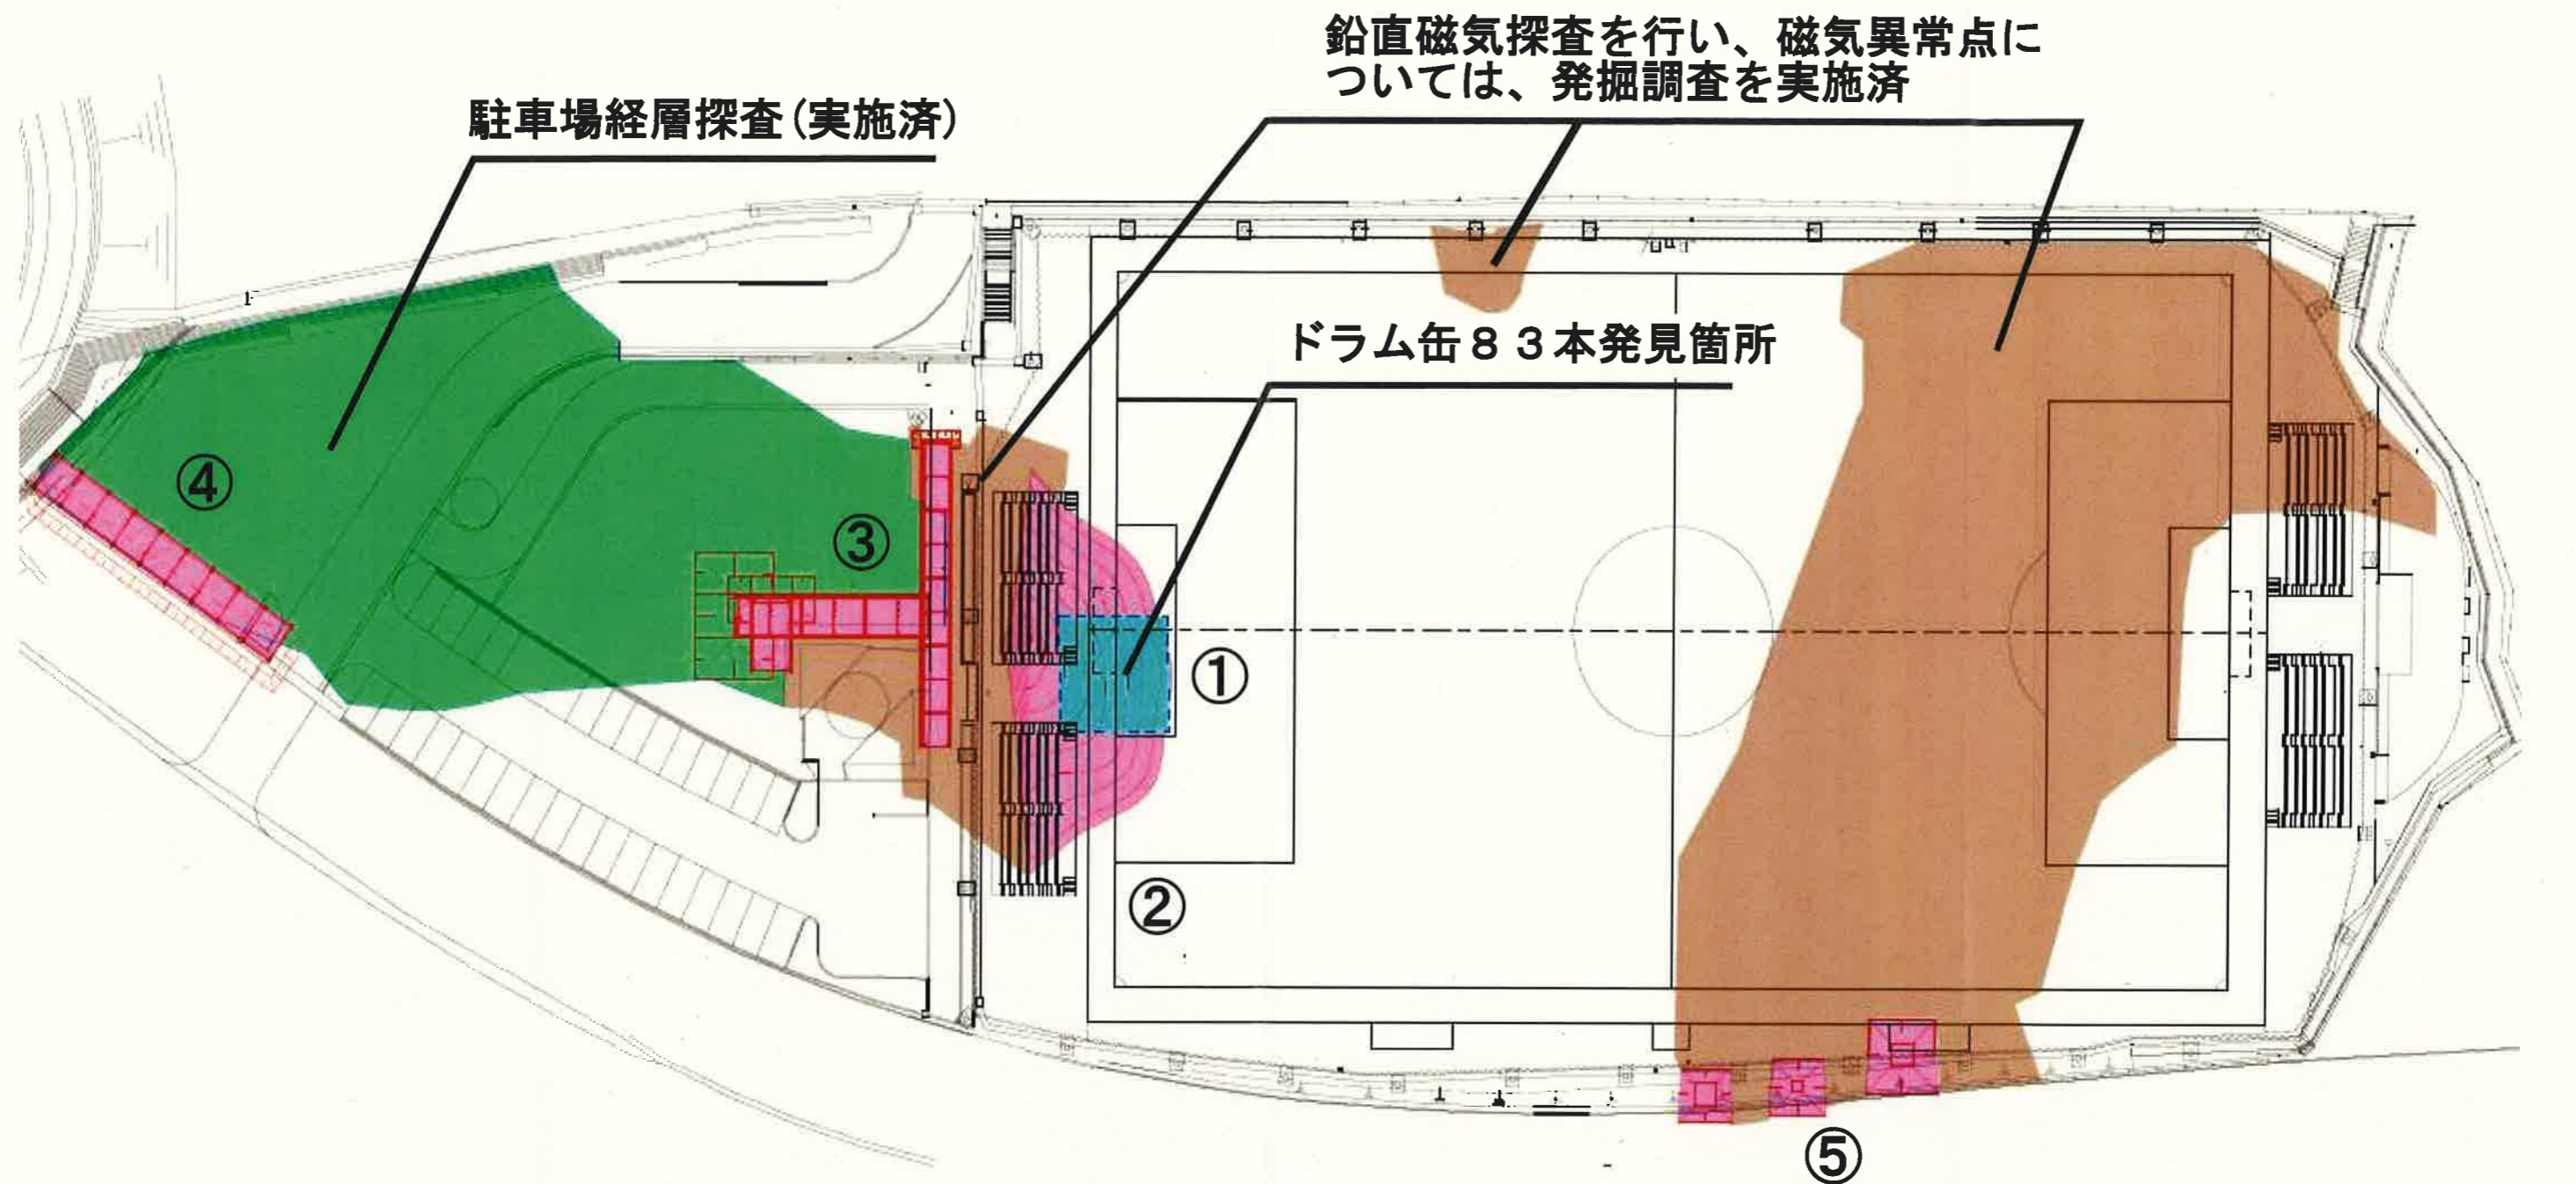 鉛直磁気探査を行い、磁気異常点に
ついては、発掘調査を実施済
駐車場経層探査(実施済)
ドラム缶83本発見箇所
④
③
①
②
⑤